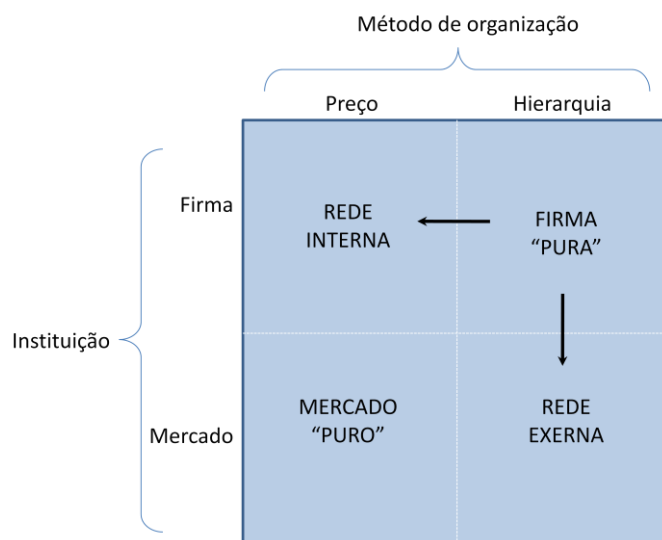 Método de organização
Preço
Hierarquia
Firma
REDE
INTERNA
FIRMA
“PURA”
Instituição
Mercado
MERCADO
“PURO”
REDE
EXERNA